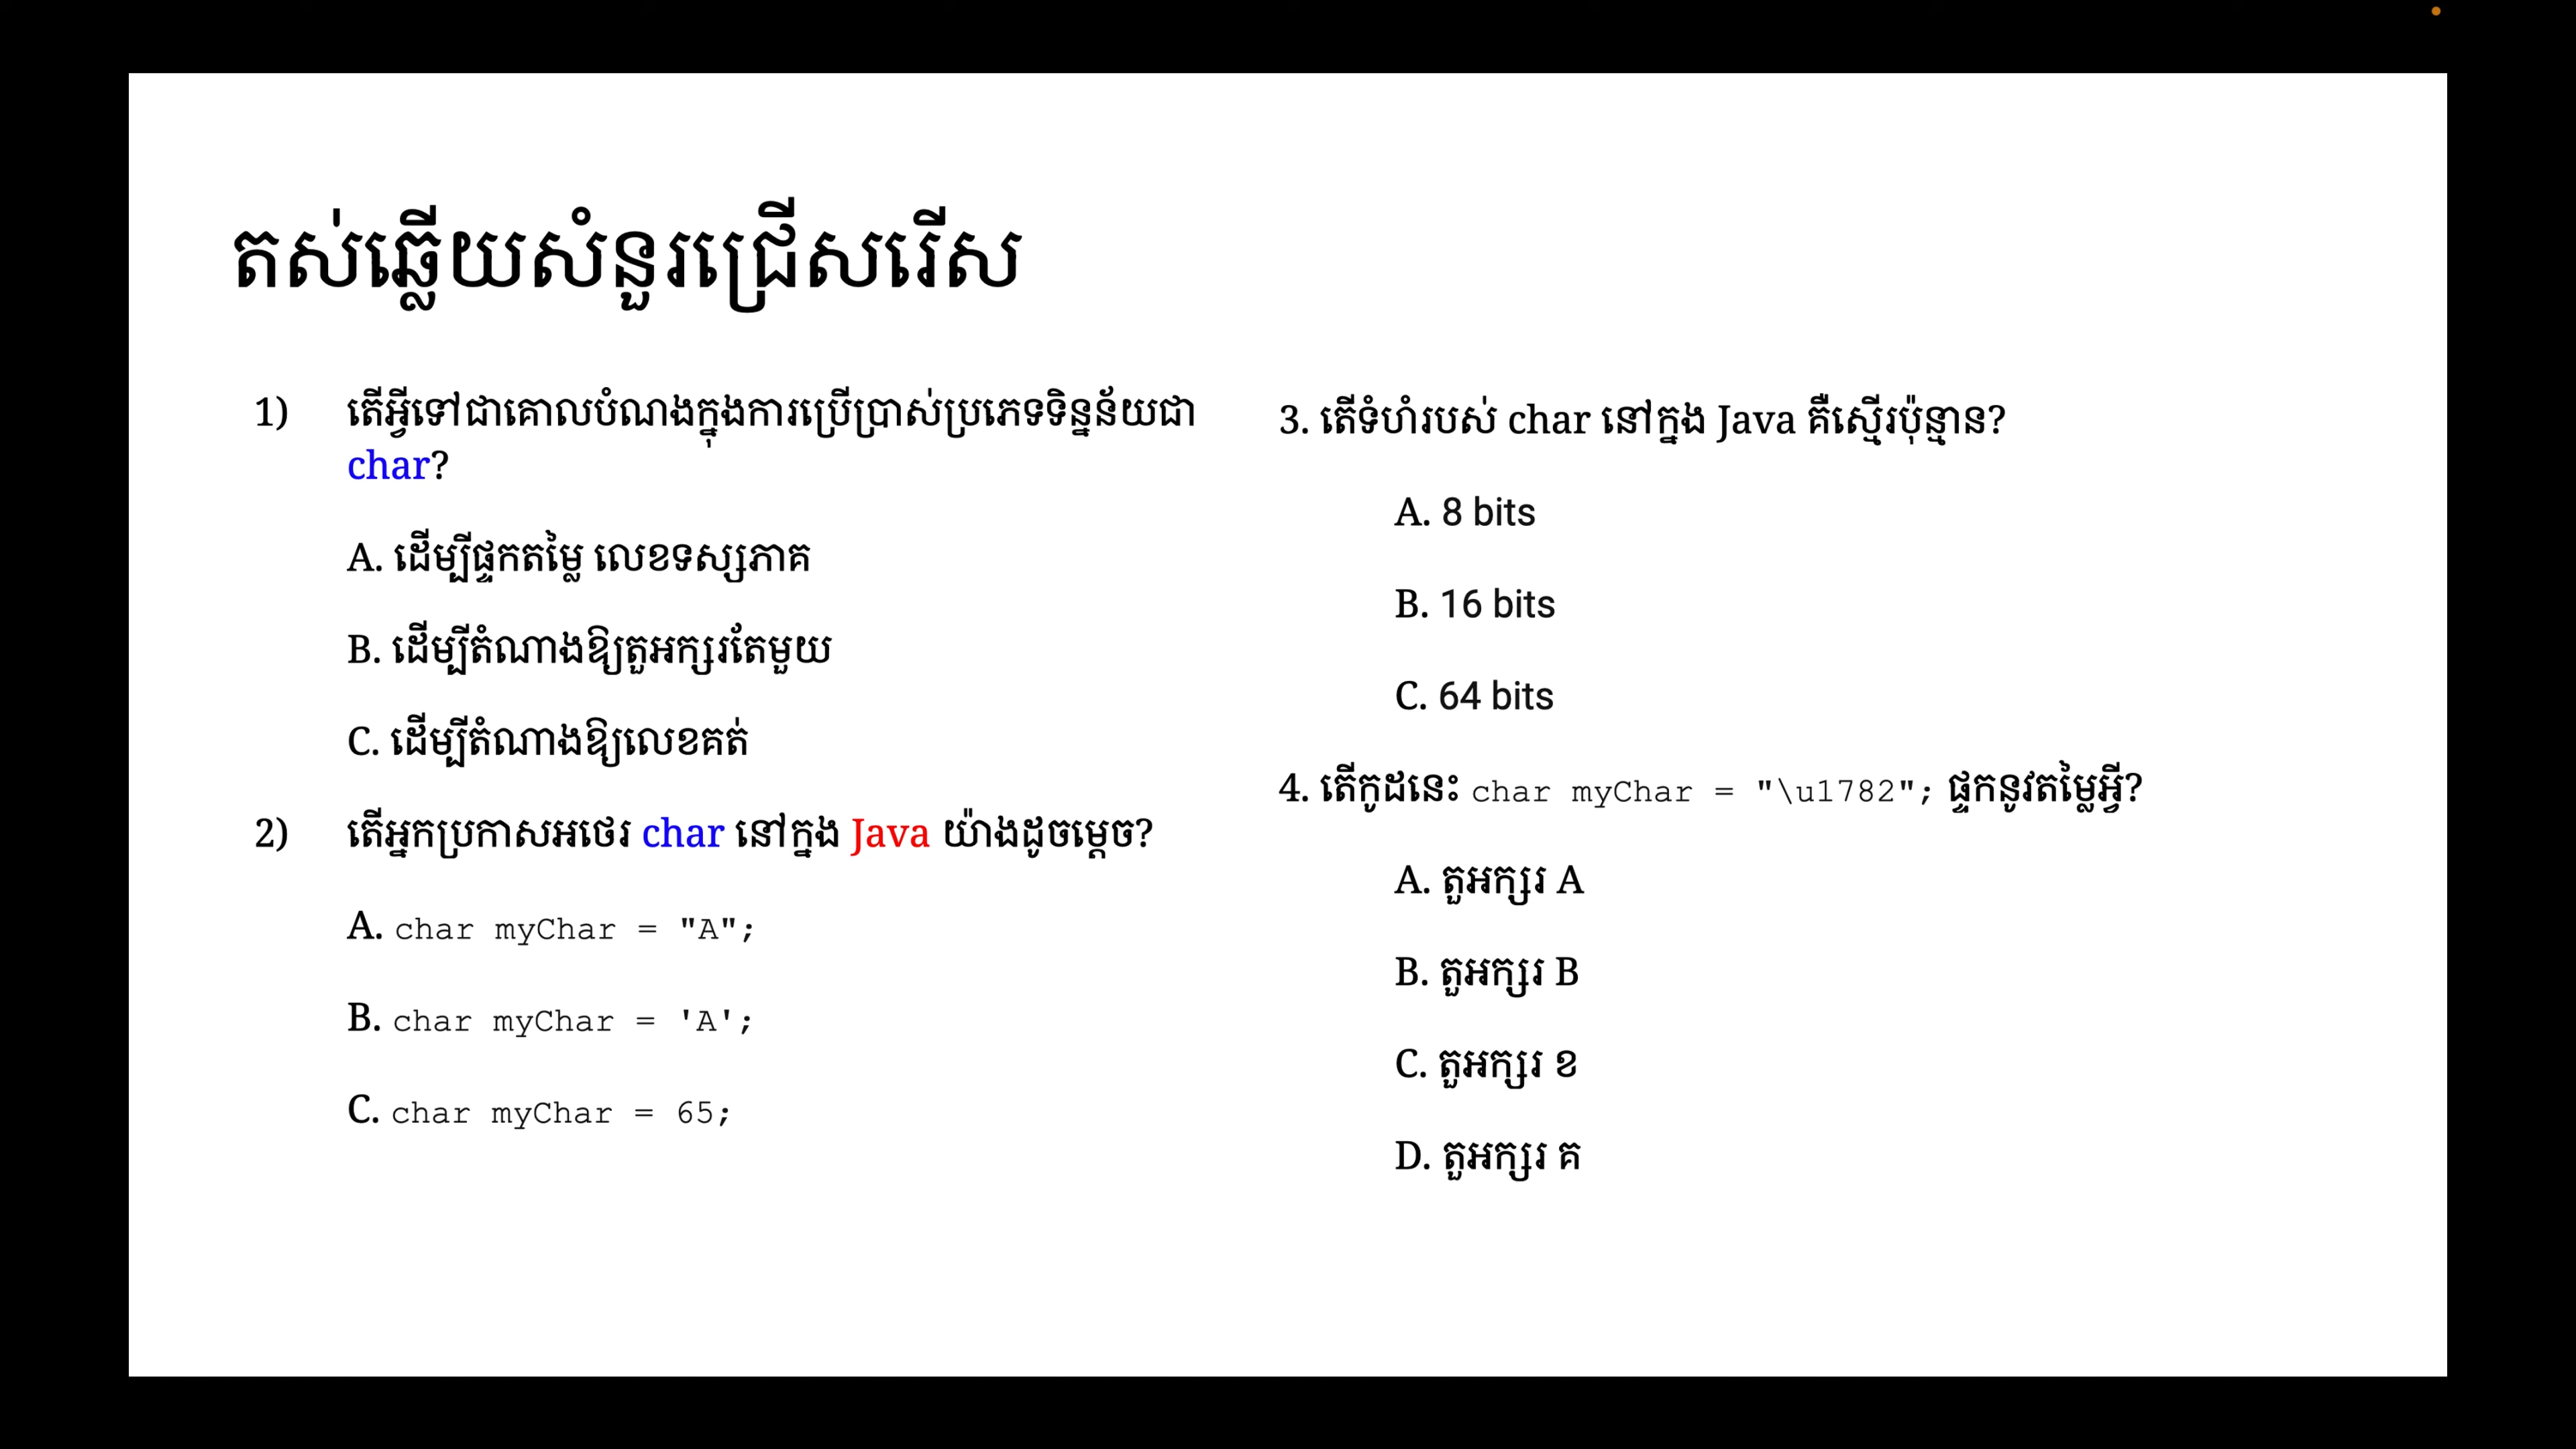 តស់ឆ្លើយសំនួរជ្រើសរើស
1) តើអ្វីទៅជាគោលបំណងក្នុងការប្រើប្រាស់ប្រភេទទិន្នន័យជា
char?
A. ដើម្បីផ្ទុកតម្លៃ លេខទស្សភាគ
B. ដើម្បីតំណាងឱ្យតួអក្សរតែមួយ
C. ដើម្បីតំណាងឱ្យលេខគត់
2) តើអ្នកប្រកាសអថេរ char នៅក្នុង Java យ៉ាងដូចម្ដេច?
A. char myChar = "A";
B. char myChar = 'A';
C. char myChar = 65;
3. តើទំហំរបស់ char នៅក្នុង Java គឺស្មើរប៉ុន្មាន?
A. 8 bits
B. 16 bits
C. 64 bits
4. តើកូដនេះ char myChar = "\u1782"; ផ្ទុកនូវតម្លៃអ្វី?
A. តួអក្សរ A
B. តួអក្សរ B
C. តួអក្សរ ខ
D. តួអក្សរ គ